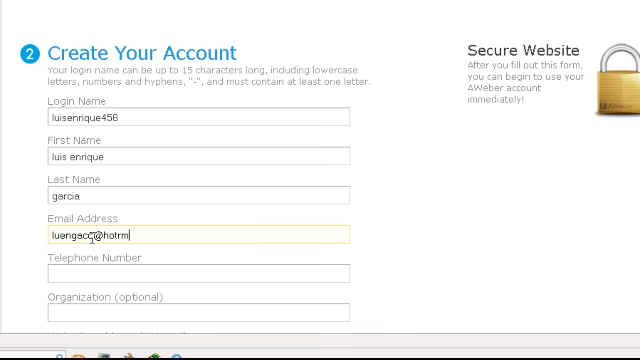 2 Create Your Account
Your login name can be up to 15 characters long, including lowercase
letters, numbers and hyphens, "-", and must contain at least one letter.
Login Name
luisenrique456
First Name
luis enrique
Last Name
garcia
Email Address
Telephone Number
Organization (optional)
Secure Website
After you fill out this form,
you can begin to use your
AWeber account
immediately!
AWeber